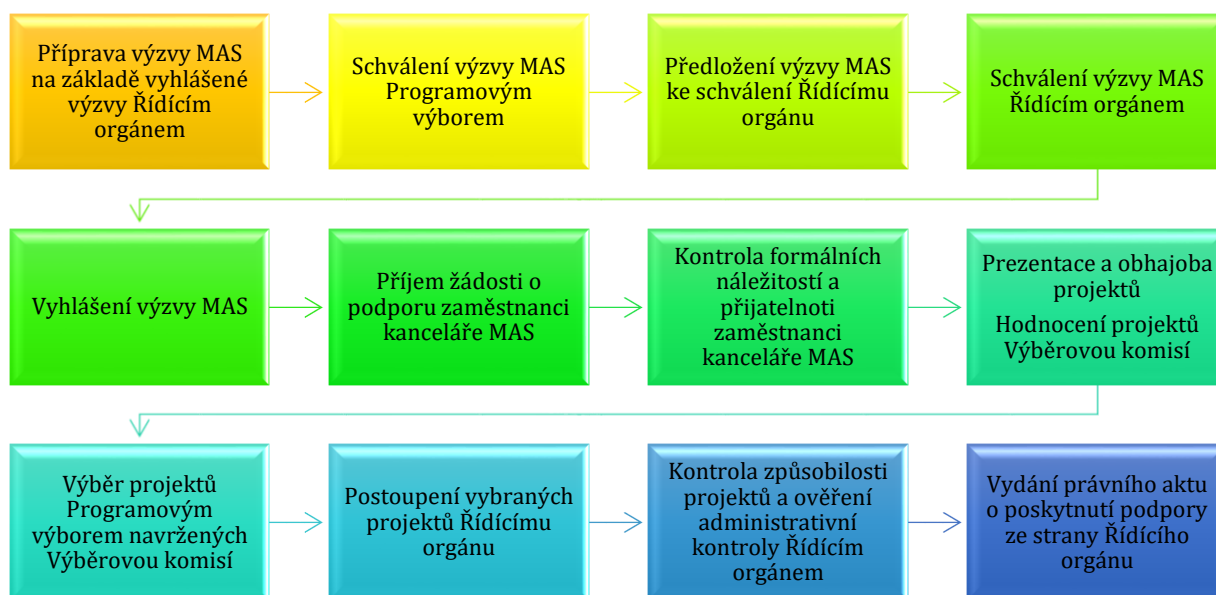 Příprava výzvy MAS
na základě vyhlášené
výzvy Řídícím
orgánem
Schválení výzvy MAS
Programovým
výborem
Předložení výzvy MAS
ke schválení Řídícímu
orgánu
Schválení výzvy MAS
Řídícím orgánem
Vyhlášení výzvy MAS
Příjem žádosti o
podporu zaměstnanci
kanceláře MAS
Kontrola formálních
náležitostí a
přijatelnoti
zaměstnanci
kanceláře MAS
Prezentace a obhajoba
projektů
Hodnocení projektů
Výběrovou komisí
Výběr projektů
Programovým
výborem navržených
Výběrovou komisí
Postoupení vybraných
projektů Řídícímu
orgánu
Kontrola způsobilosti
projektů a ověření
administrativní
kontroly Řídícím
orgánem
Vydání právního aktu
o poskytnutí podpory
ze strany Řídícího
orgánu